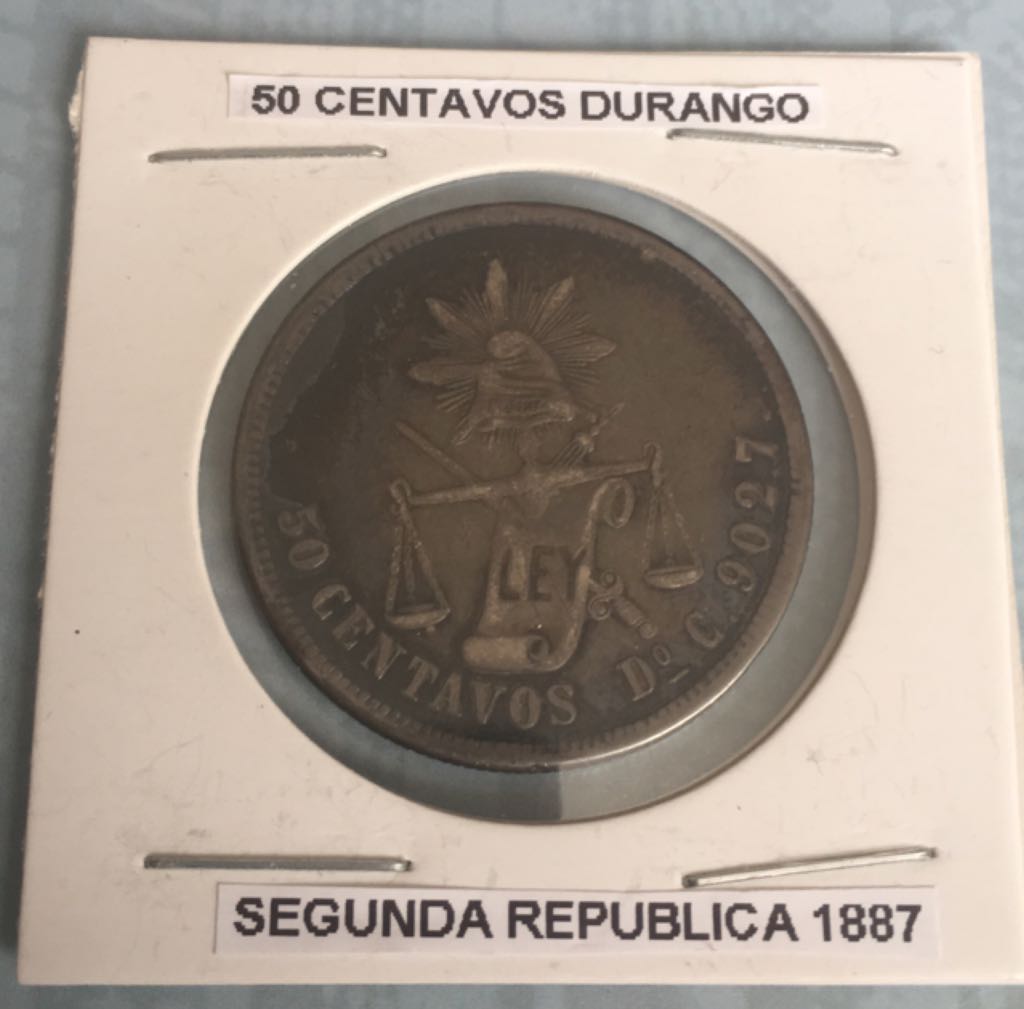 50 CENTAVOS DURANGO
LEY
50 CENTAVOS Dº C. 9027
SEGUNDA REPUBLICA 1887